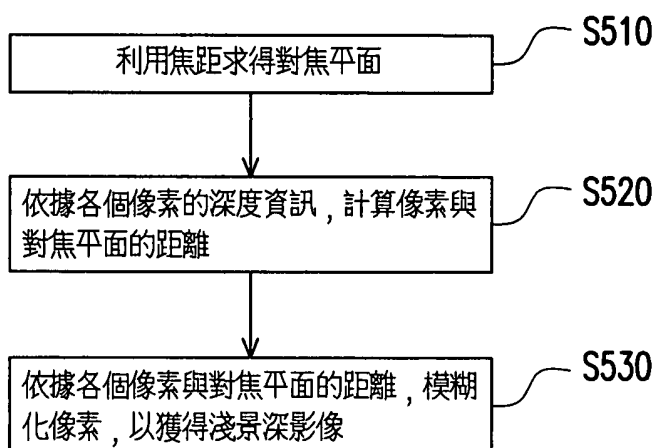 S510
利用焦距求得對焦平面
S520
依據各個像素的深度資訊,計算像素與
對焦平面的距離
S530
依據各個像素與對焦平面的距離,模糊
化像素,以獲得淺景深影像